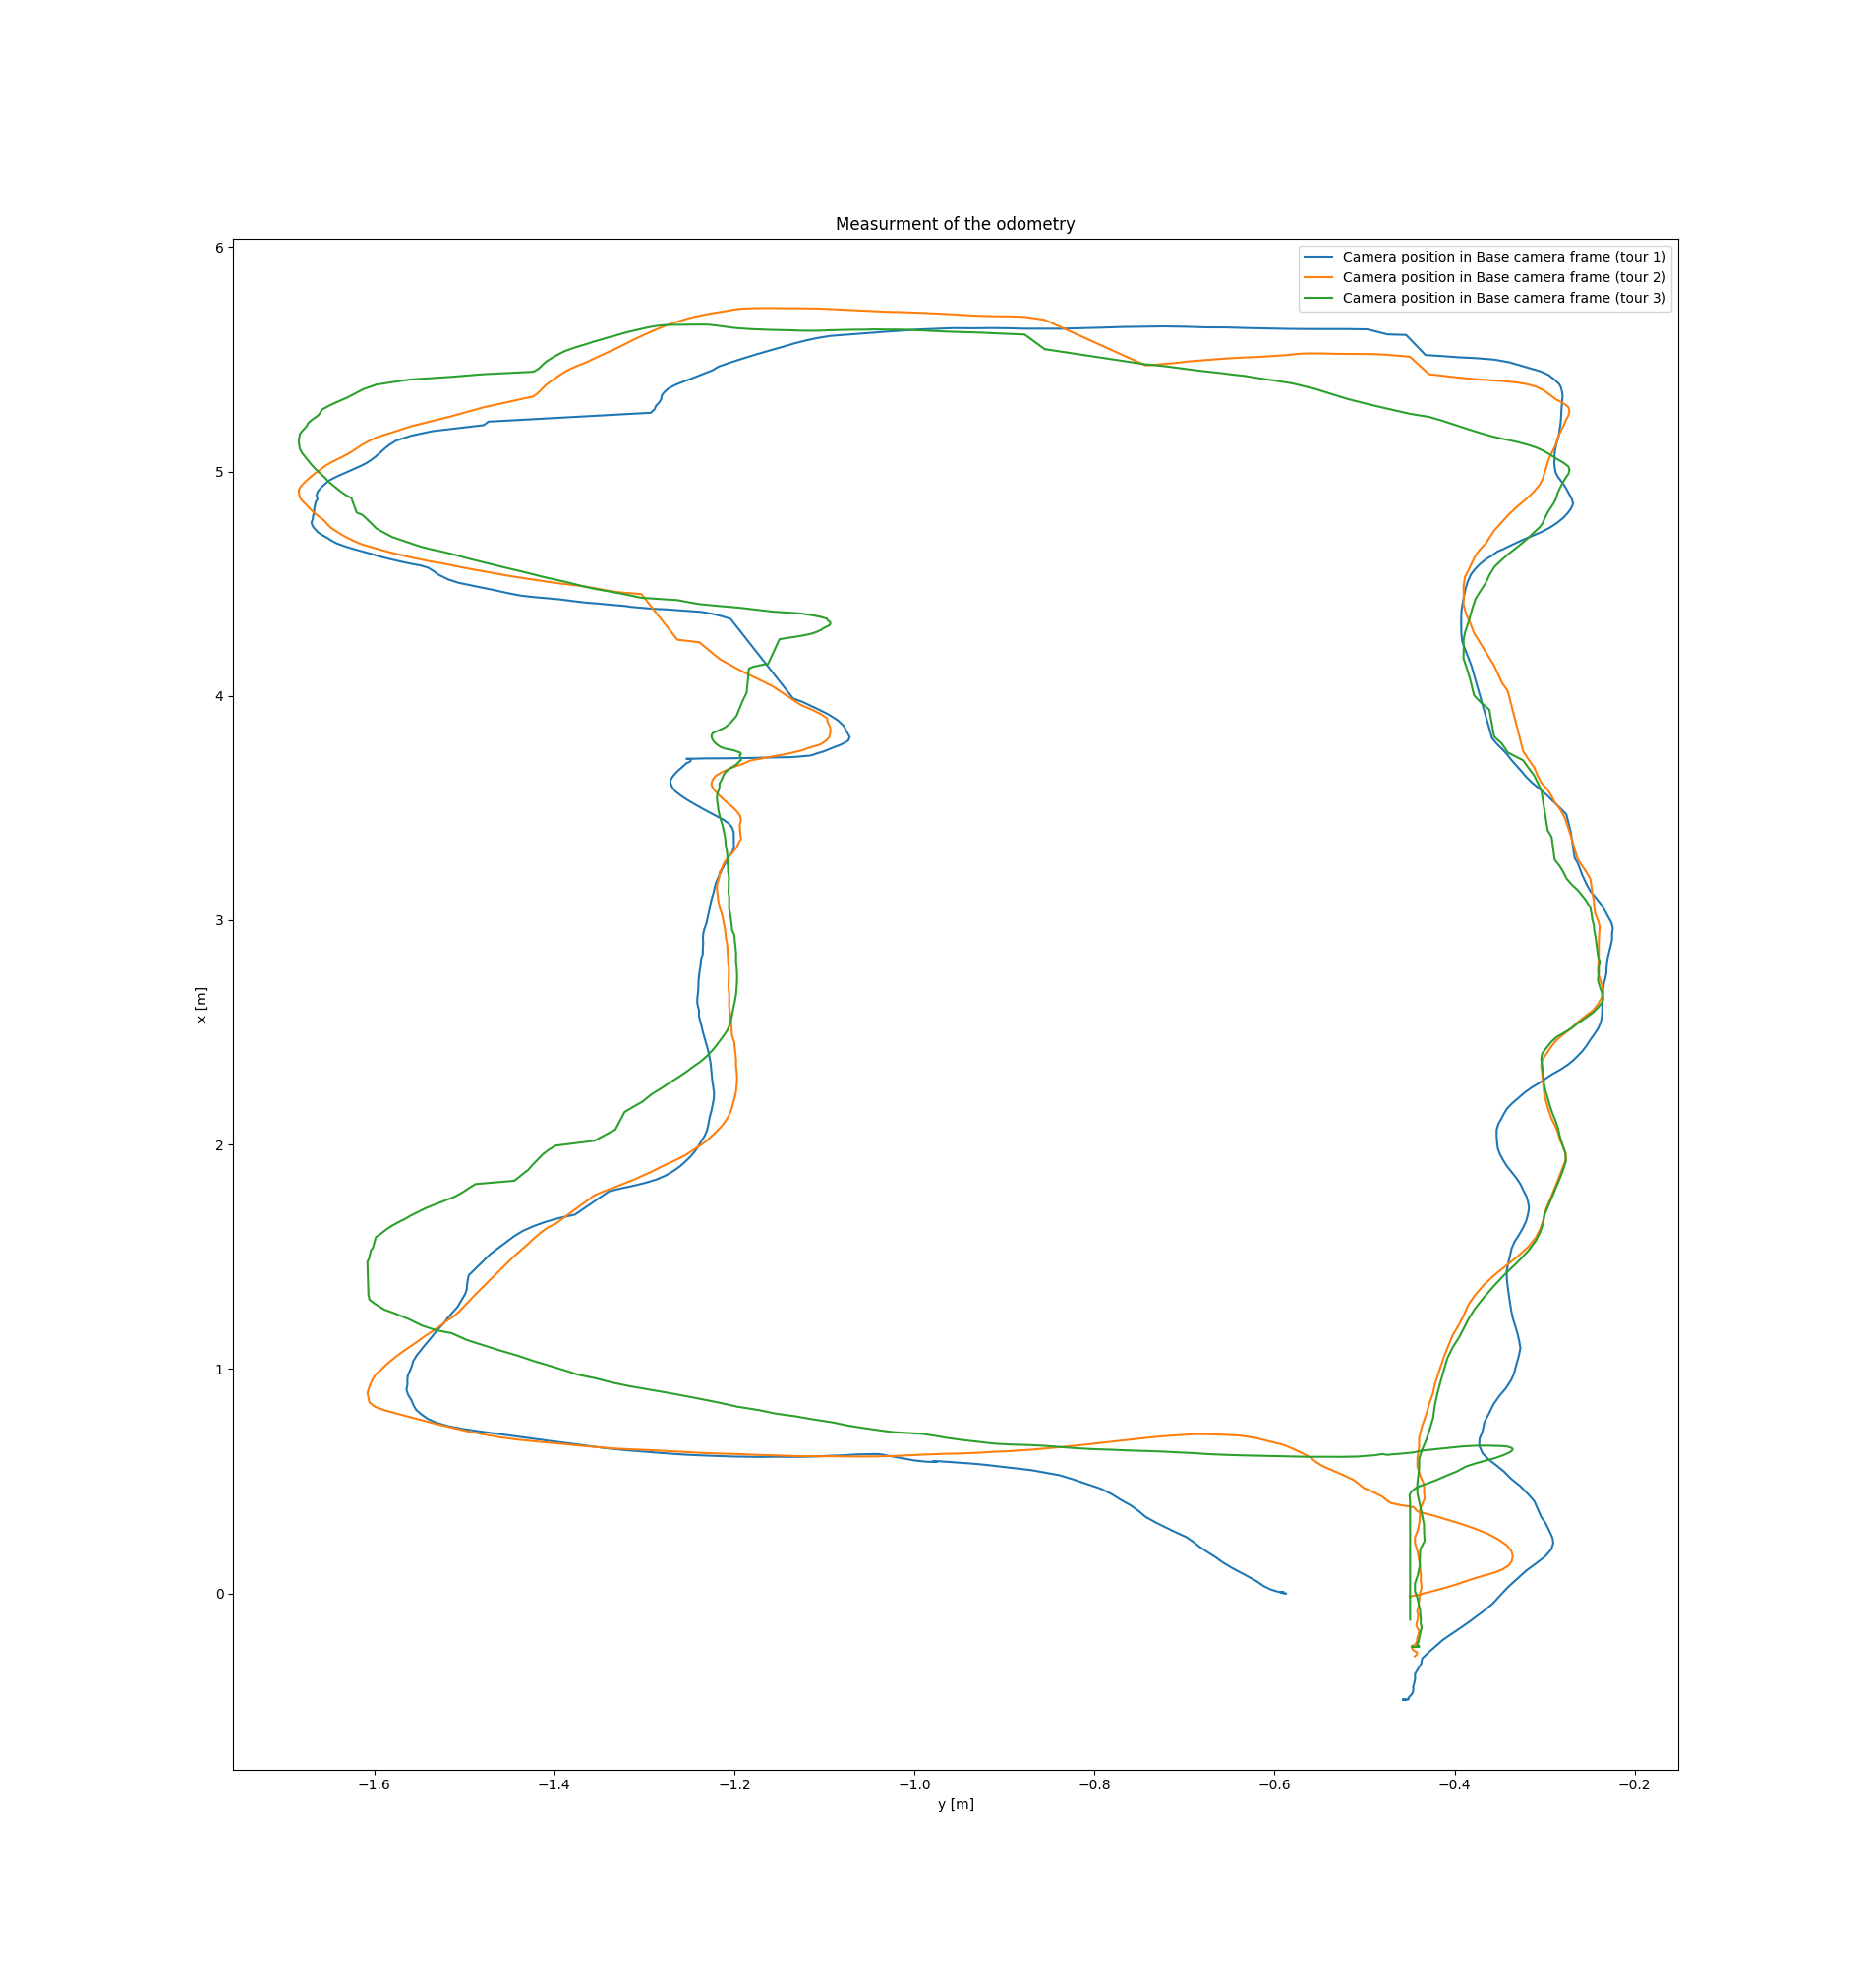 Measurment of the odometry
Camera position in Base camera frame (tour 1)
Camera position in Base camera frame (tour 2)
Camera position in Base camera frame (tour 3)
6
5
4
3
2
1
0
x [m]
−1.6 −1.4 −1.2 −1.0 −0.8 −0.6 −0.4 −0.2
y [m]